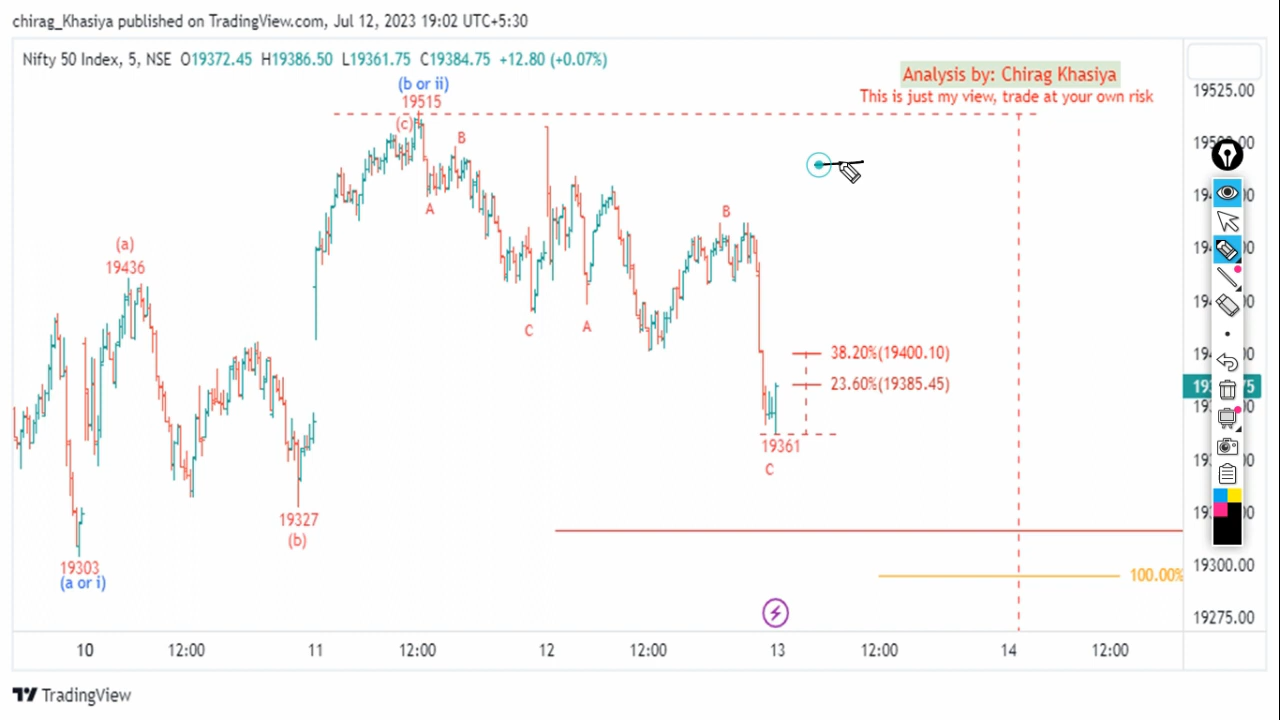 chirag_Khasiya published on TradingView.com, Jul 12, 2023 19:02 UTC+5:30
Nifty 50 Index, 5, NSE O19372.45 H19386.50 L19361.75 C19384.75 +12.80 (+0.07%)
Analysis by: Chirag Khasiya
This is just my view, trade at your own risk
(b or ii)
19515
(c)
B
A
(a)
19436
B
C
A
38.20%(19400.10)
23.60%(19385.45)
19361
C
19327
(b)
19303
(a or i)
100.00%
19525.00
19300.00
19275.00
10 12:00 11 12:00 12 12:00 13 12:00 14 12:00
TradingView